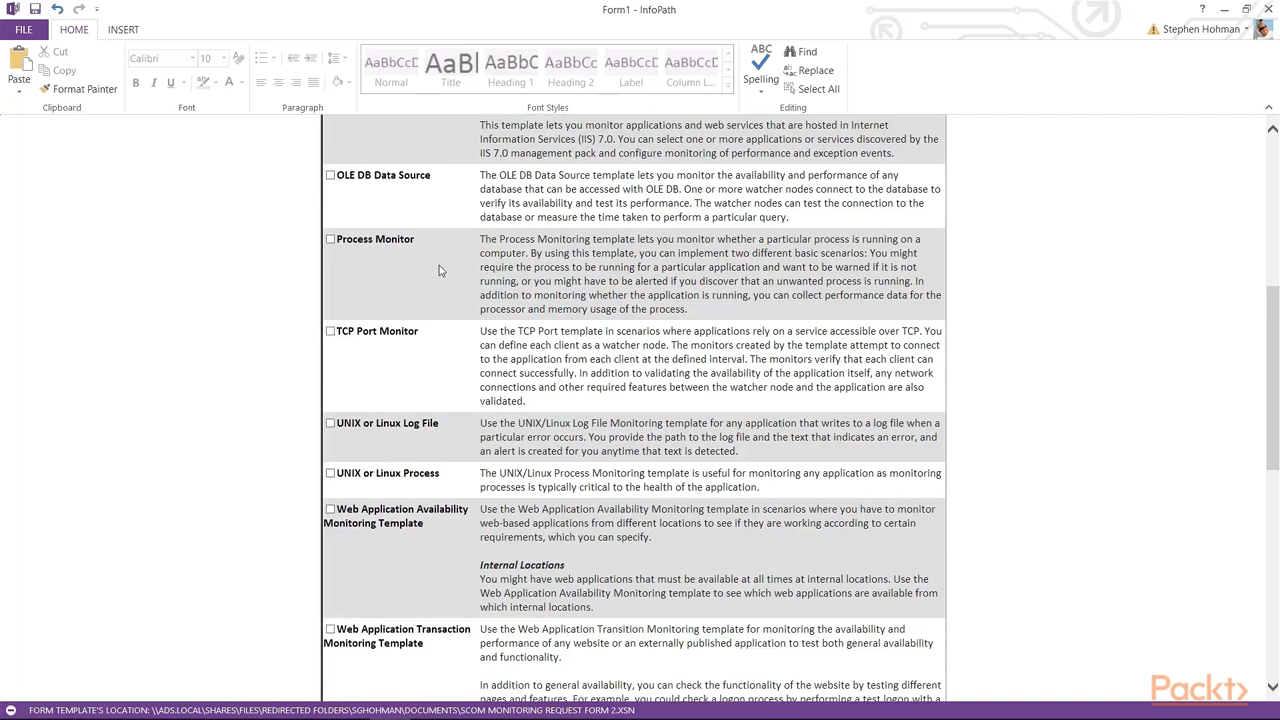 Form1 - InfoPath
FILE
HOME
INSERT
Stephen Hohman
Paste
Cut
Copy
Format Painter
Clipboard
Calibri
10
B I U
A
Font
Paragraph
AaBbCcD
Normal
AaB
Title
AaBbC
Heading 1
AaBbCc
Heading 2
AaBbCcD
Label
AaBbCcD
Column L...
Font Styles
ABC
Spelling
Find
Replace
Select All
Editing
This template lets you monitor applications and web services that are hosted in Internet
Information Services (IIS) 7.0. You can select one or more applications or services discovered by the
IIS 7.0 management pack and configure monitoring of performance and exception events.
OLE DB Data Source
The OLE DB Data Source template lets you monitor the availability and performance of any
database that can be accessed with OLE DB. One or more watcher nodes connect to the database to
verify its availability and test its performance. The watcher nodes can test the connection to the
database or measure the time taken to perform a particular query.
Process Monitor
The Process Monitoring template lets you monitor whether a particular process is running on a
computer. By using this template, you can implement two different basic scenarios: You might
require the process to be running for a particular application and want to be warned if it is not
running, or you might have to be alerted if you discover that an unwanted process is running. In
addition to monitoring whether the application is running, you can collect performance data for the
processor and memory usage of the process.
TCP Port Monitor
Use the TCP Port template in scenarios where applications rely on a service accessible over TCP. You
can define each client as a watcher node. The monitors created by the template attempt to connect
to the application from each client at the defined interval. The monitors verify that each client can
connect successfully. In addition to validating the availability of the application itself, any network
connections and other required features between the watcher node and the application are also
validated.
UNIX or Linux Log File
Use the UNIX/Linux Log File Monitoring template for any application that writes to a log file when a
particular error occurs. You provide the path to the log file and the text that indicates an error, and
an alert is created for you anytime that text is detected.
UNIX or Linux Process
The UNIX/Linux Process Monitoring template is useful for monitoring any application as monitoring
processes is typically critical to the health of the application.
Web Application Availability
Monitoring Template
Use the Web Application Availability Monitoring template in scenarios where you have to monitor
web-based applications from different locations to see if they are working according to certain
requirements, which you can specify.
Internal Locations
You might have web applications that must be available at all times at internal locations. Use the
Web Application Availability Monitoring template to see which web applications are available from
which internal locations.
Web Application Transaction
Monitoring Template
Use the Web Application Transition Monitoring template for monitoring the availability and
performance of any website or an externally published application to test both general availability
and functionality.
In addition to general availability, you can check the functionality of the website by testing different
pages and features. For example, you could check a logon process by performing a test logon with a
Packt>
FORM TEMPLATE'S LOCATION: \\ADS.LOCAL\SHARES\FILES\REDIRECTED FOLDERS\SGHOHMAN\DOCUMENTS\SCOM MONITORING REQUEST FORM 2.XSN